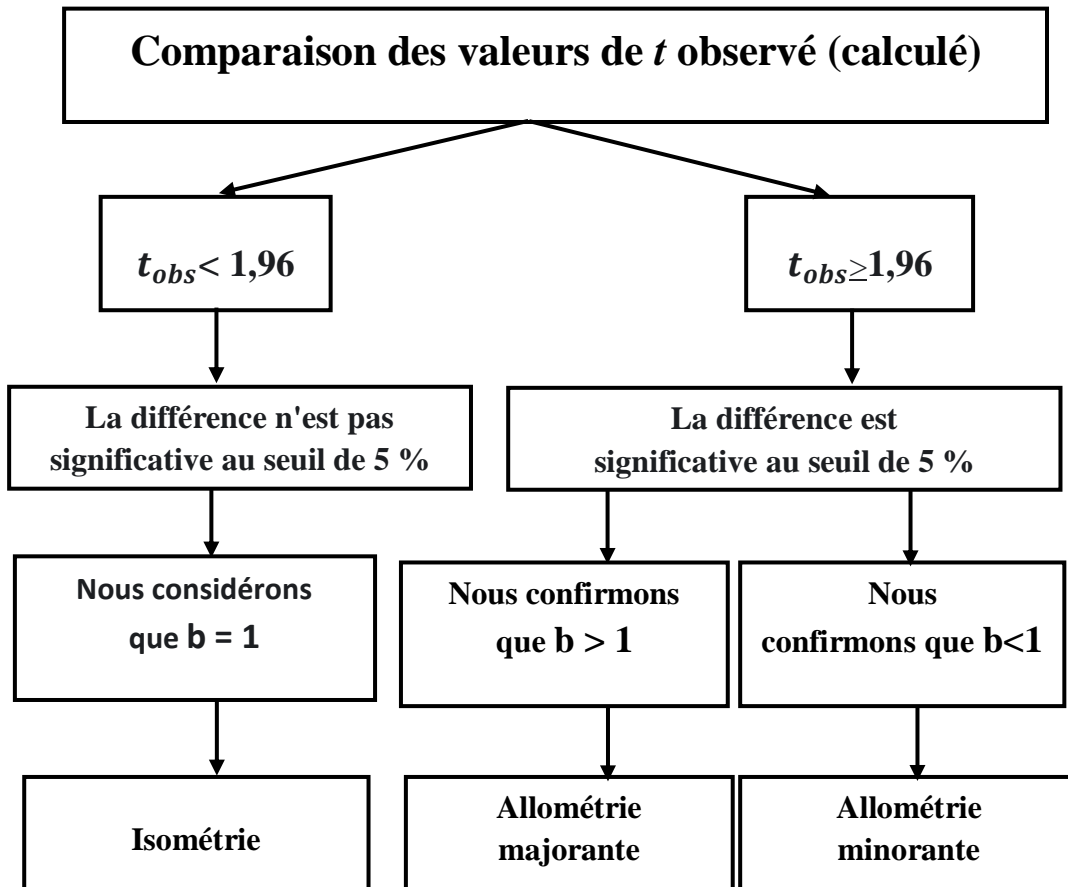 Comparaison des valeurs de t observé (calculé)
t_obs < 1,96
t_obs ≥1,96
La différence n'est pas
significative au seuil de 5 %
La différence est
significative au seuil de 5 %
Nous considérons
que b = 1
Nous confirmons
que b > 1
Nous
confirmons que b<1
Isométrie
Allométrie
majorante
Allométrie
minorante